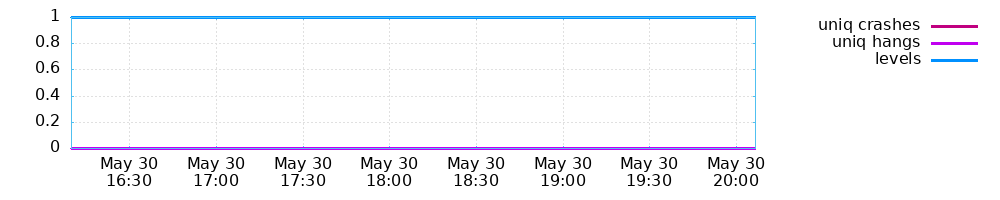 1
0.8
0.6
0.4
0.2
0
May 30 May 30 May 30 May 30 May 30 May 30 May 30 May 30
16:30 17:00 17:30 18:00 18:30 19:00 19:30 20:00
uniq crashes
uniq hangs
levels